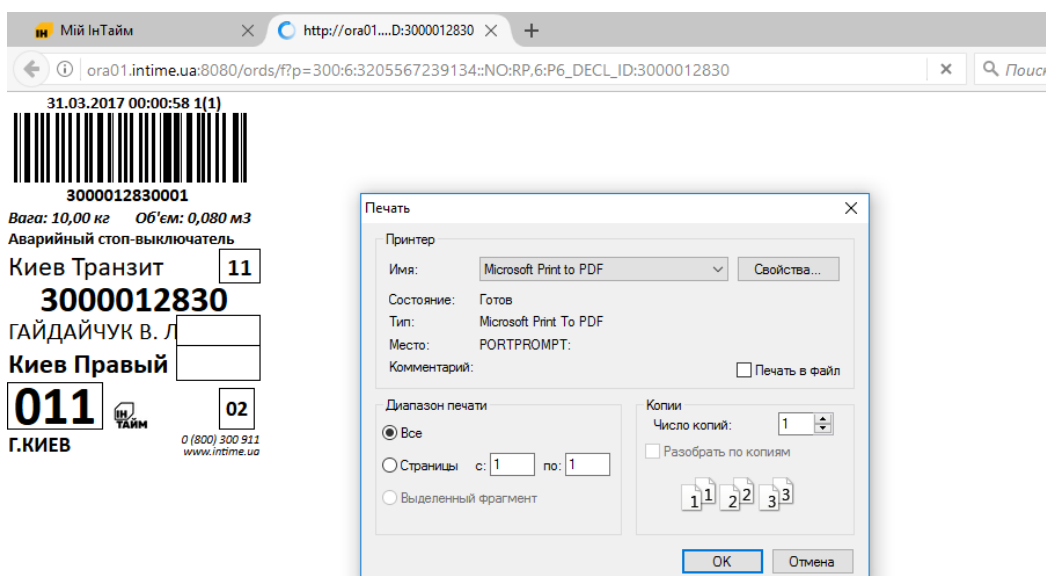 Мій ІнТайм
http://ora01....D:3000012830
ora01.intime.ua:8080/ords/f?p=300:6:3205567239134::NO:RP,6:P6_DECL_ID:3000012830
Поиск
31.03.2017 00:00:58 1(1)
3000012830001
Вага: 10,00 кг Об'єм: 0,080 м3
Аварийный стоп-выключатель
Киев Транзит 11
3000012830
ГАЙДАЙЧУК В. Л
Киев Правый
011 ІН ТАЙМ 02
Г.КИЕВ 0 (800) 300 911
www.intime.ua
Печать
Принтер
Имя: Microsoft Print to PDF Свойства...
Состояние: Готов
Тип: Microsoft Print To PDF
Место: PORTPROMPT:
Комментарий: Печать в файл
Диапазон печати
Все
Страницы с: 1 по: 1
Выделенный фрагмент
Копии
Число копий: 1
Разобрать по копиям
1 1 2 2 3 3
OK Отмена